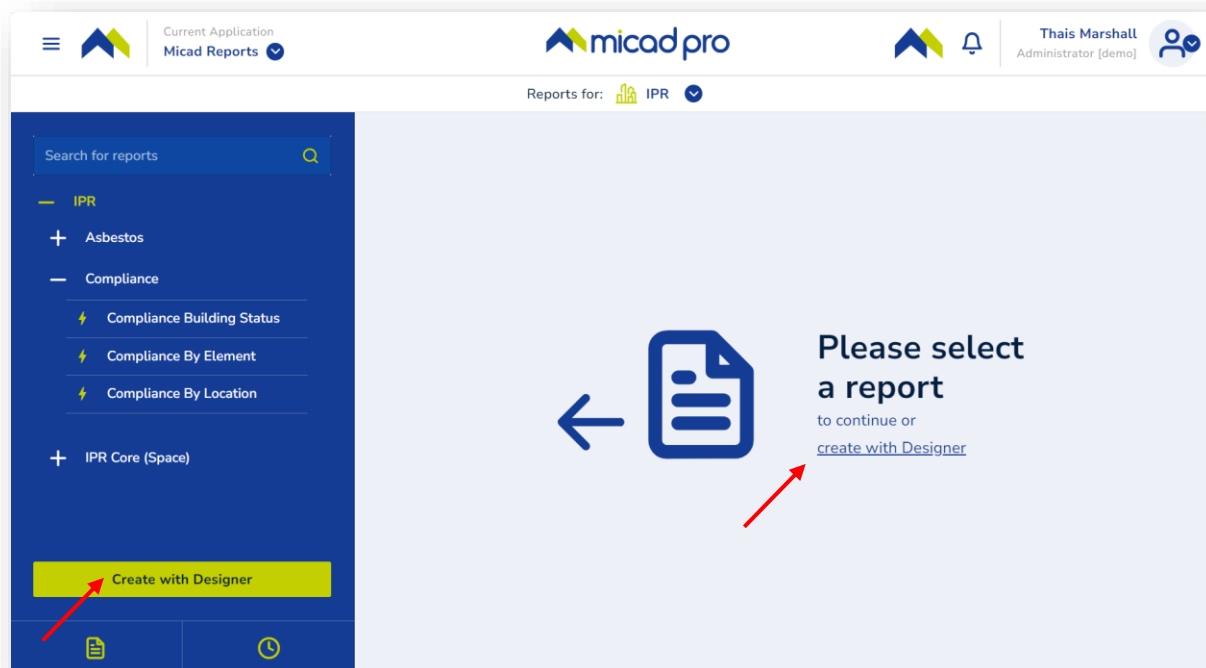 Current Application
Micad Reports
micad pro
Thais Marshall
Administrator [demo]
Reports for: IPR
Search for reports
IPR
Asbestos
Compliance
Compliance Building Status
Compliance By Element
Compliance By Location
IPR Core (Space)
Create with Designer
Please select
a report
to continue or
create with Designer